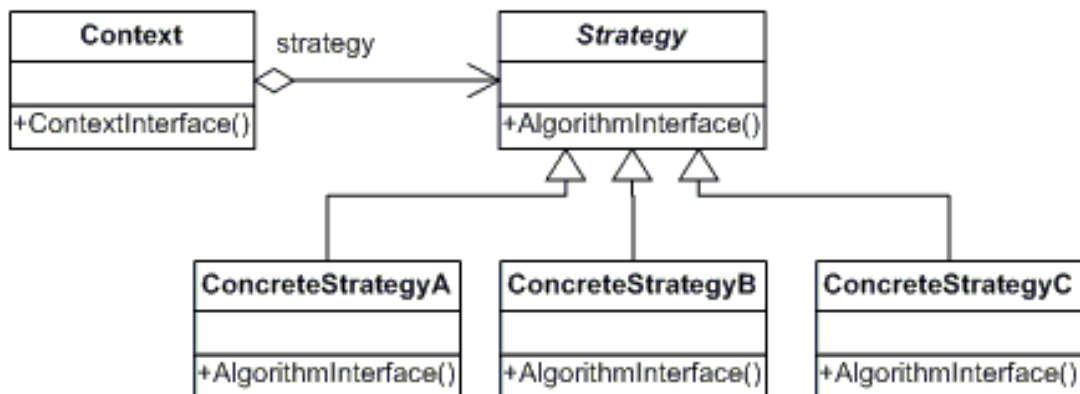 Context
strategy
Strategy
+ContextInterface()
+AlgorithmInterface()
ConcreteStrategyA
ConcreteStrategyB
ConcreteStrategyC
+AlgorithmInterface()
+AlgorithmInterface()
+AlgorithmInterface()